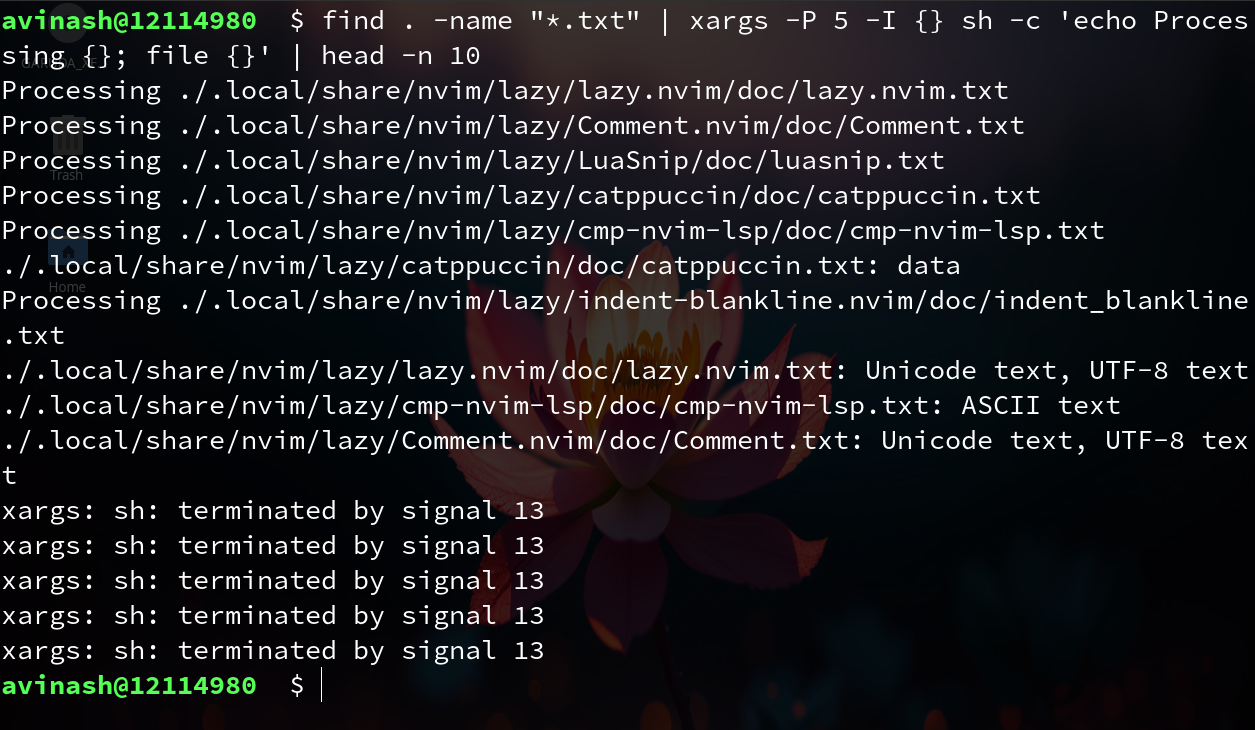 avinash@12114980  $ find . -name "*.txt" | xargs -P 5 -I {} sh -c 'echo Proces
sing {}; file {}' | head -n 10
Processing ./.local/share/nvim/lazy/lazy.nvim/doc/lazy.nvim.txt
Processing ./.local/share/nvim/lazy/Comment.nvim/doc/Comment.txt
Processing ./.local/share/nvim/lazy/LuaSnip/doc/luasnip.txt
Trash
Processing ./.local/share/nvim/lazy/catppuccin/doc/catppuccin.txt
Processing ./.local/share/nvim/lazy/cmp-nvim-lsp/doc/cmp-nvim-lsp.txt
./.local/share/nvim/lazy/catppuccin/doc/catppuccin.txt: data
Home
Processing ./.local/share/nvim/lazy/indent-blankline.nvim/doc/indent_blankline
.txt
./.local/share/nvim/lazy/lazy.nvim/doc/lazy.nvim.txt: Unicode text, UTF-8 text
./.local/share/nvim/lazy/cmp-nvim-lsp/doc/cmp-nvim-lsp.txt: ASCII text
./.local/share/nvim/lazy/Comment.nvim/doc/Comment.txt: Unicode text, UTF-8 tex
t
xargs: sh: terminated by signal 13
xargs: sh: terminated by signal 13
xargs: sh: terminated by signal 13
xargs: sh: terminated by signal 13
xargs: sh: terminated by signal 13
avinash@12114980  $